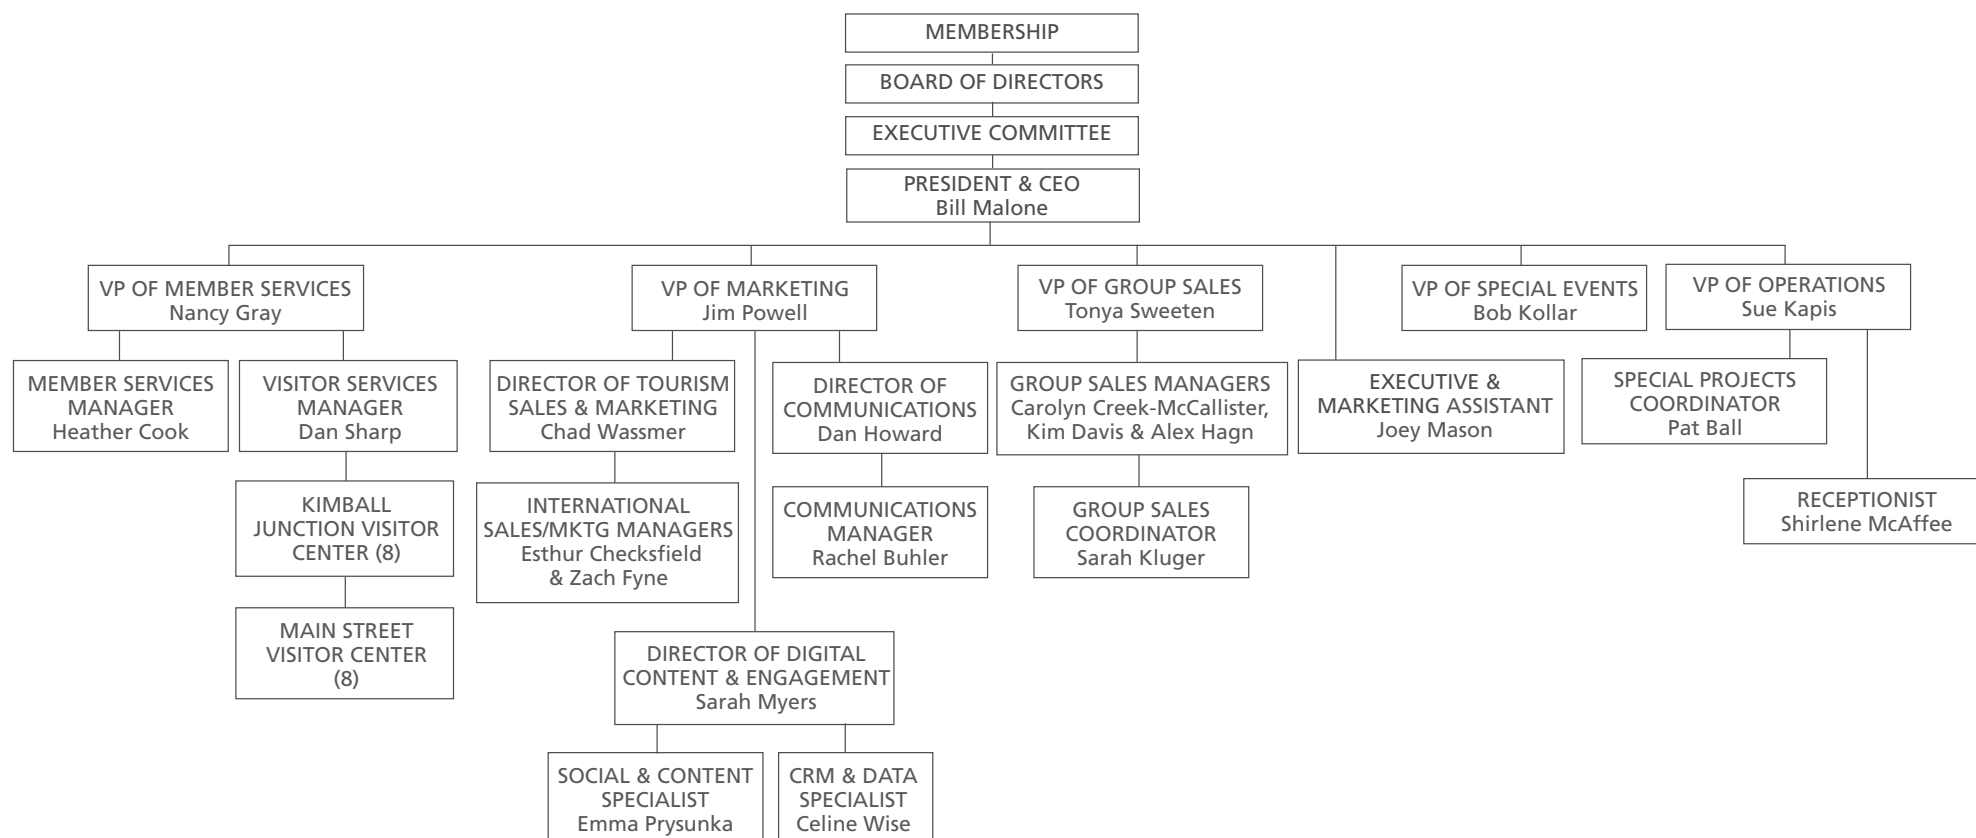 MEMBERSHIP
BOARD OF DIRECTORS
EXECUTIVE COMMITTEE
PRESIDENT & CEO
Bill Malone
VP OF MEMBER SERVICES
Nancy Gray
VP OF MARKETING
Jim Powell
VP OF GROUP SALES
Tonya Sweeten
VP OF SPECIAL EVENTS
Bob Kollar
VP OF OPERATIONS
Sue Kapis
MEMBER SERVICES
MANAGER
Heather Cook
VISITOR SERVICES
MANAGER
Dan Sharp
DIRECTOR OF TOURISM
SALES & MARKETING
Chad Wassmer
DIRECTOR OF
COMMUNICATIONS
Dan Howard
GROUP SALES MANAGERS
Carolyn Creek-McCallister,
Kim Davis & Alex Hagn
EXECUTIVE &
MARKETING ASSISTANT
Joey Mason
SPECIAL PROJECTS
COORDINATOR
Pat Ball
KIMBALL
JUNCTION VISITOR
CENTER (8)
INTERNATIONAL
SALES/MKTG MANAGERS
Esthur Checksfield
& Zach Fyne
COMMUNICATIONS
MANAGER
Rachel Buhler
GROUP SALES
COORDINATOR
Sarah Kluger
RECEPTIONIST
Shirlene McAffee
MAIN STREET
VISITOR CENTER
(8)
DIRECTOR OF DIGITAL
CONTENT & ENGAGEMENT
Sarah Myers
SOCIAL & CONTENT
SPECIALIST
Emma Prysunka
CRM & DATA
SPECIALIST
Celine Wise